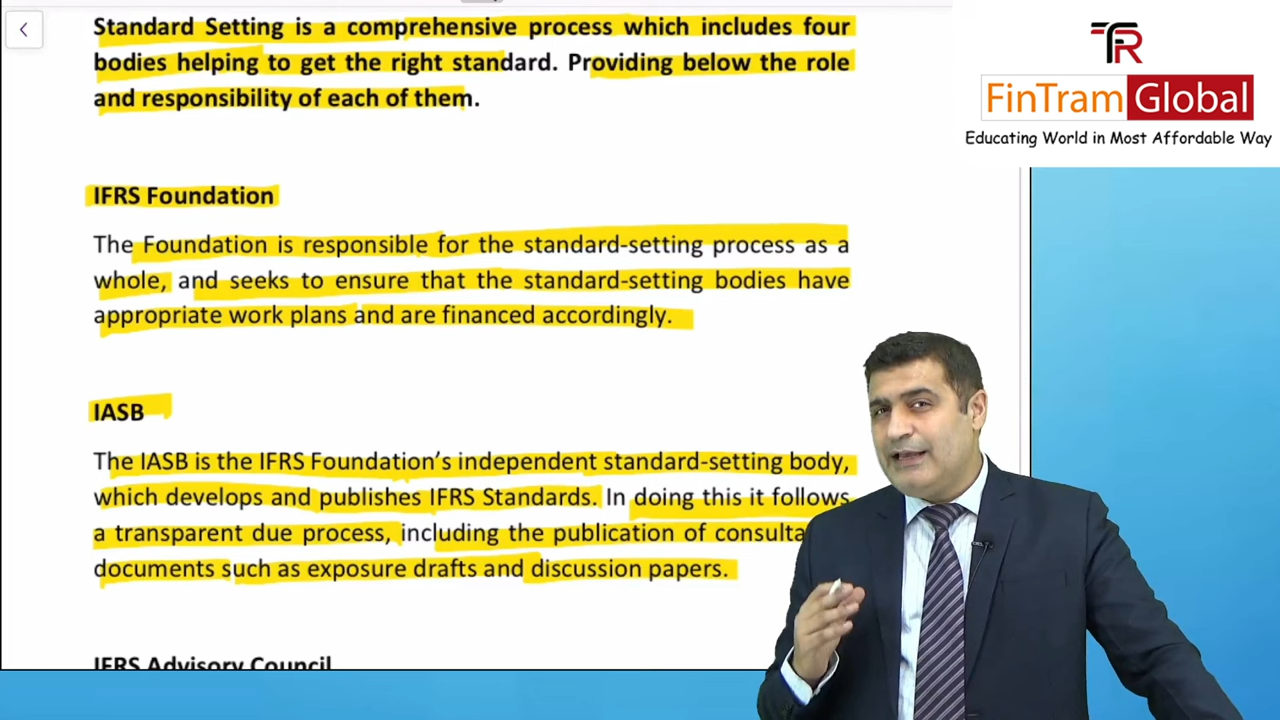 Standard Setting is a comprehensive process which includes four
bodies helping to get the right standard. Providing below the role
and responsibility of each of them.
IFRS Foundation
The Foundation is responsible for the standard-setting process as a
whole, and seeks to ensure that the standard-setting bodies have
appropriate work plans and are financed accordingly.
IASB
The IASB is the IFRS Foundation's independent standard-setting body,
which develops and publishes IFRS Standards. In doing this it follows
a transparent due process, including the publication of
documents such as exposure drafts and discussion papers.
IFRS Advisory Council
FR
FinTram Global
Educating World in Most Affordable Way